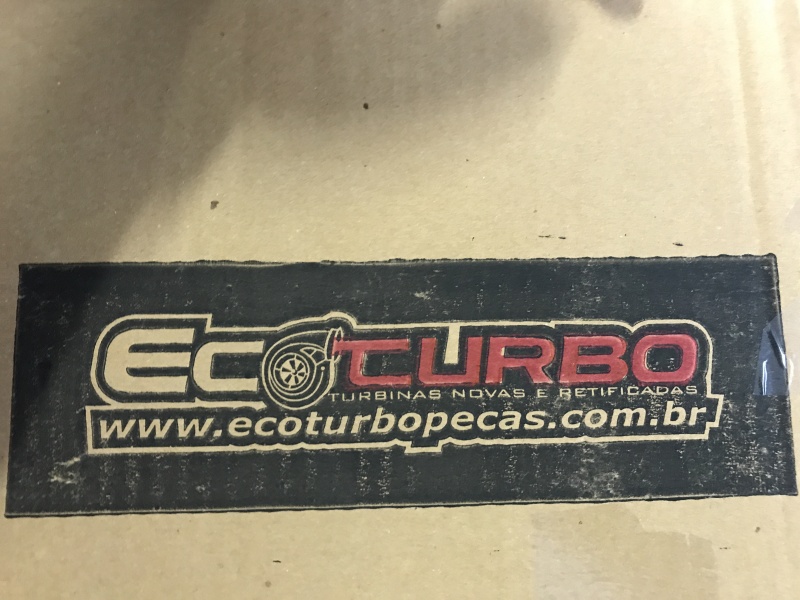 EcoTURBO
TURBINAS NOVAS E RETIFICADAS
www.ecoturbopecas.com.br